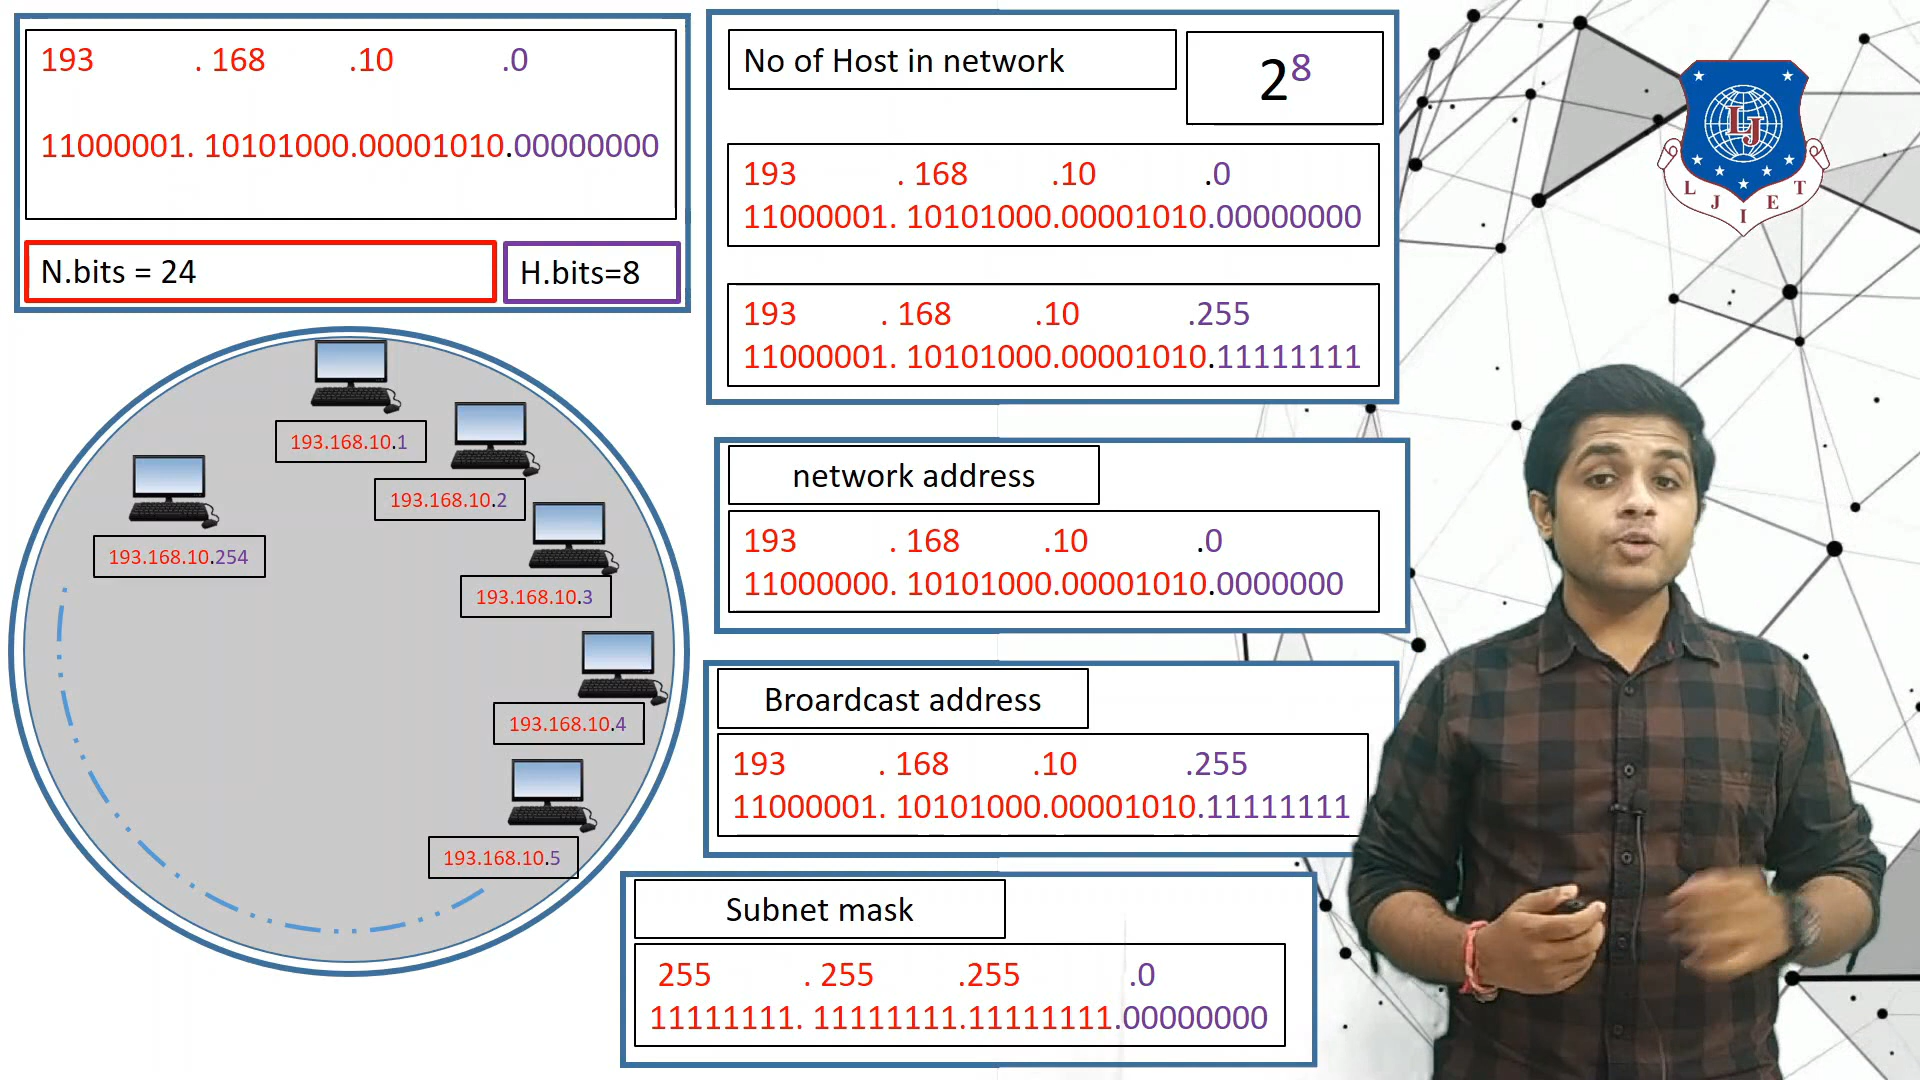 193 . 168 .10 .0
11000001. 10101000.00001010.00000000
N.bits = 24
H.bits=8
193.168.10.1
193.168.10.2
193.168.10.254
193.168.10.3
193.168.10.4
193.168.10.5
No of Host in network
2⁸
193 . 168 .10 .0
11000001. 10101000.00001010.00000000
193 . 168 .10 .255
11000001. 10101000.00001010.11111111
network address
193 . 168 .10 .0
11000000. 10101000.00001010.0000000
Broardcast address
193 . 168 .10 .255
11000001. 10101000.00001010.11111111
Subnet mask
255 . 255 .255 .0
11111111. 11111111.11111111.00000000
LJ
L J I E T